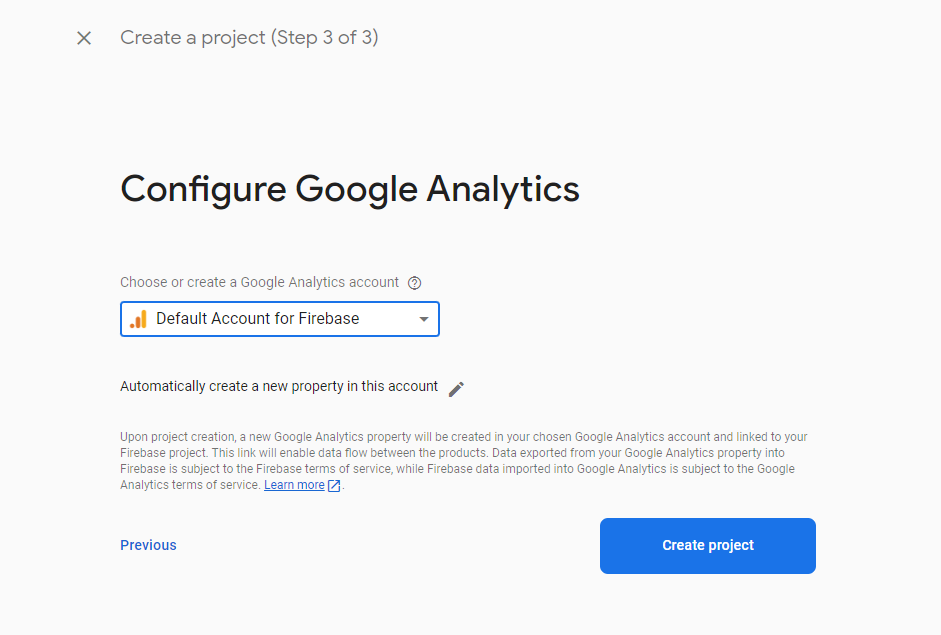 Create a project (Step 3 of 3)
Configure Google Analytics
Choose or create a Google Analytics account
Default Account for Firebase
Automatically create a new property in this account
Upon project creation, a new Google Analytics property will be created in your chosen Google Analytics account and linked to your
Firebase project. This link will enable data flow between the products. Data exported from your Google Analytics property into
Firebase is subject to the Firebase terms of service, while Firebase data imported into Google Analytics is subject to the Google
Analytics terms of service. Learn more.
Previous
Create project